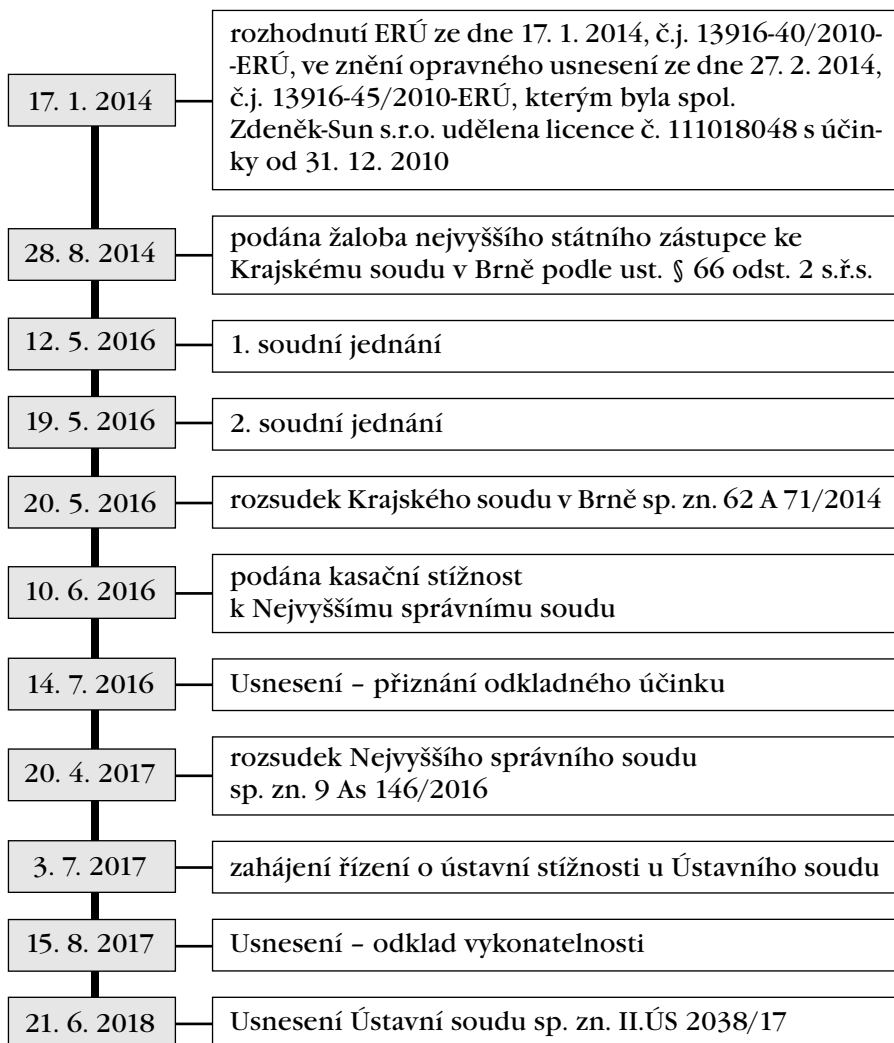 17. 1. 2014
rozhodnutí ERÚ ze dne 17. 1. 2014, č.j. 13916-40/2010-
-ERÚ, ve znění opravného usnesení ze dne 27. 2. 2014,
č.j. 13916-45/2010-ERÚ, kterým byla spol.
Zdeněk-Sun s.r.o. udělena licence č. 111018048 s účin-
ky od 31. 12. 2010
28. 8. 2014
podána žaloba nejvyššího státního zástupce ke
Krajskému soudu v Brně podle ust. § 66 odst. 2 s.ř.s.
12. 5. 2016
1. soudní jednání
19. 5. 2016
2. soudní jednání
20. 5. 2016
rozsudek Krajského soudu v Brně sp. zn. 62 A 71/2014
10. 6. 2016
podána kasační stížnost
k Nejvyššímu správnímu soudu
14. 7. 2016
Usnesení – přiznání odkladného účinku
20. 4. 2017
rozsudek Nejvyššího správního soudu
sp. zn. 9 As 146/2016
3. 7. 2017
zahájení řízení o ústavní stížnosti u Ústavního soudu
15. 8. 2017
Usnesení – odklad vykonatelnosti
21. 6. 2018
Usnesení Ústavní soudu sp. zn. II.ÚS 2038/17